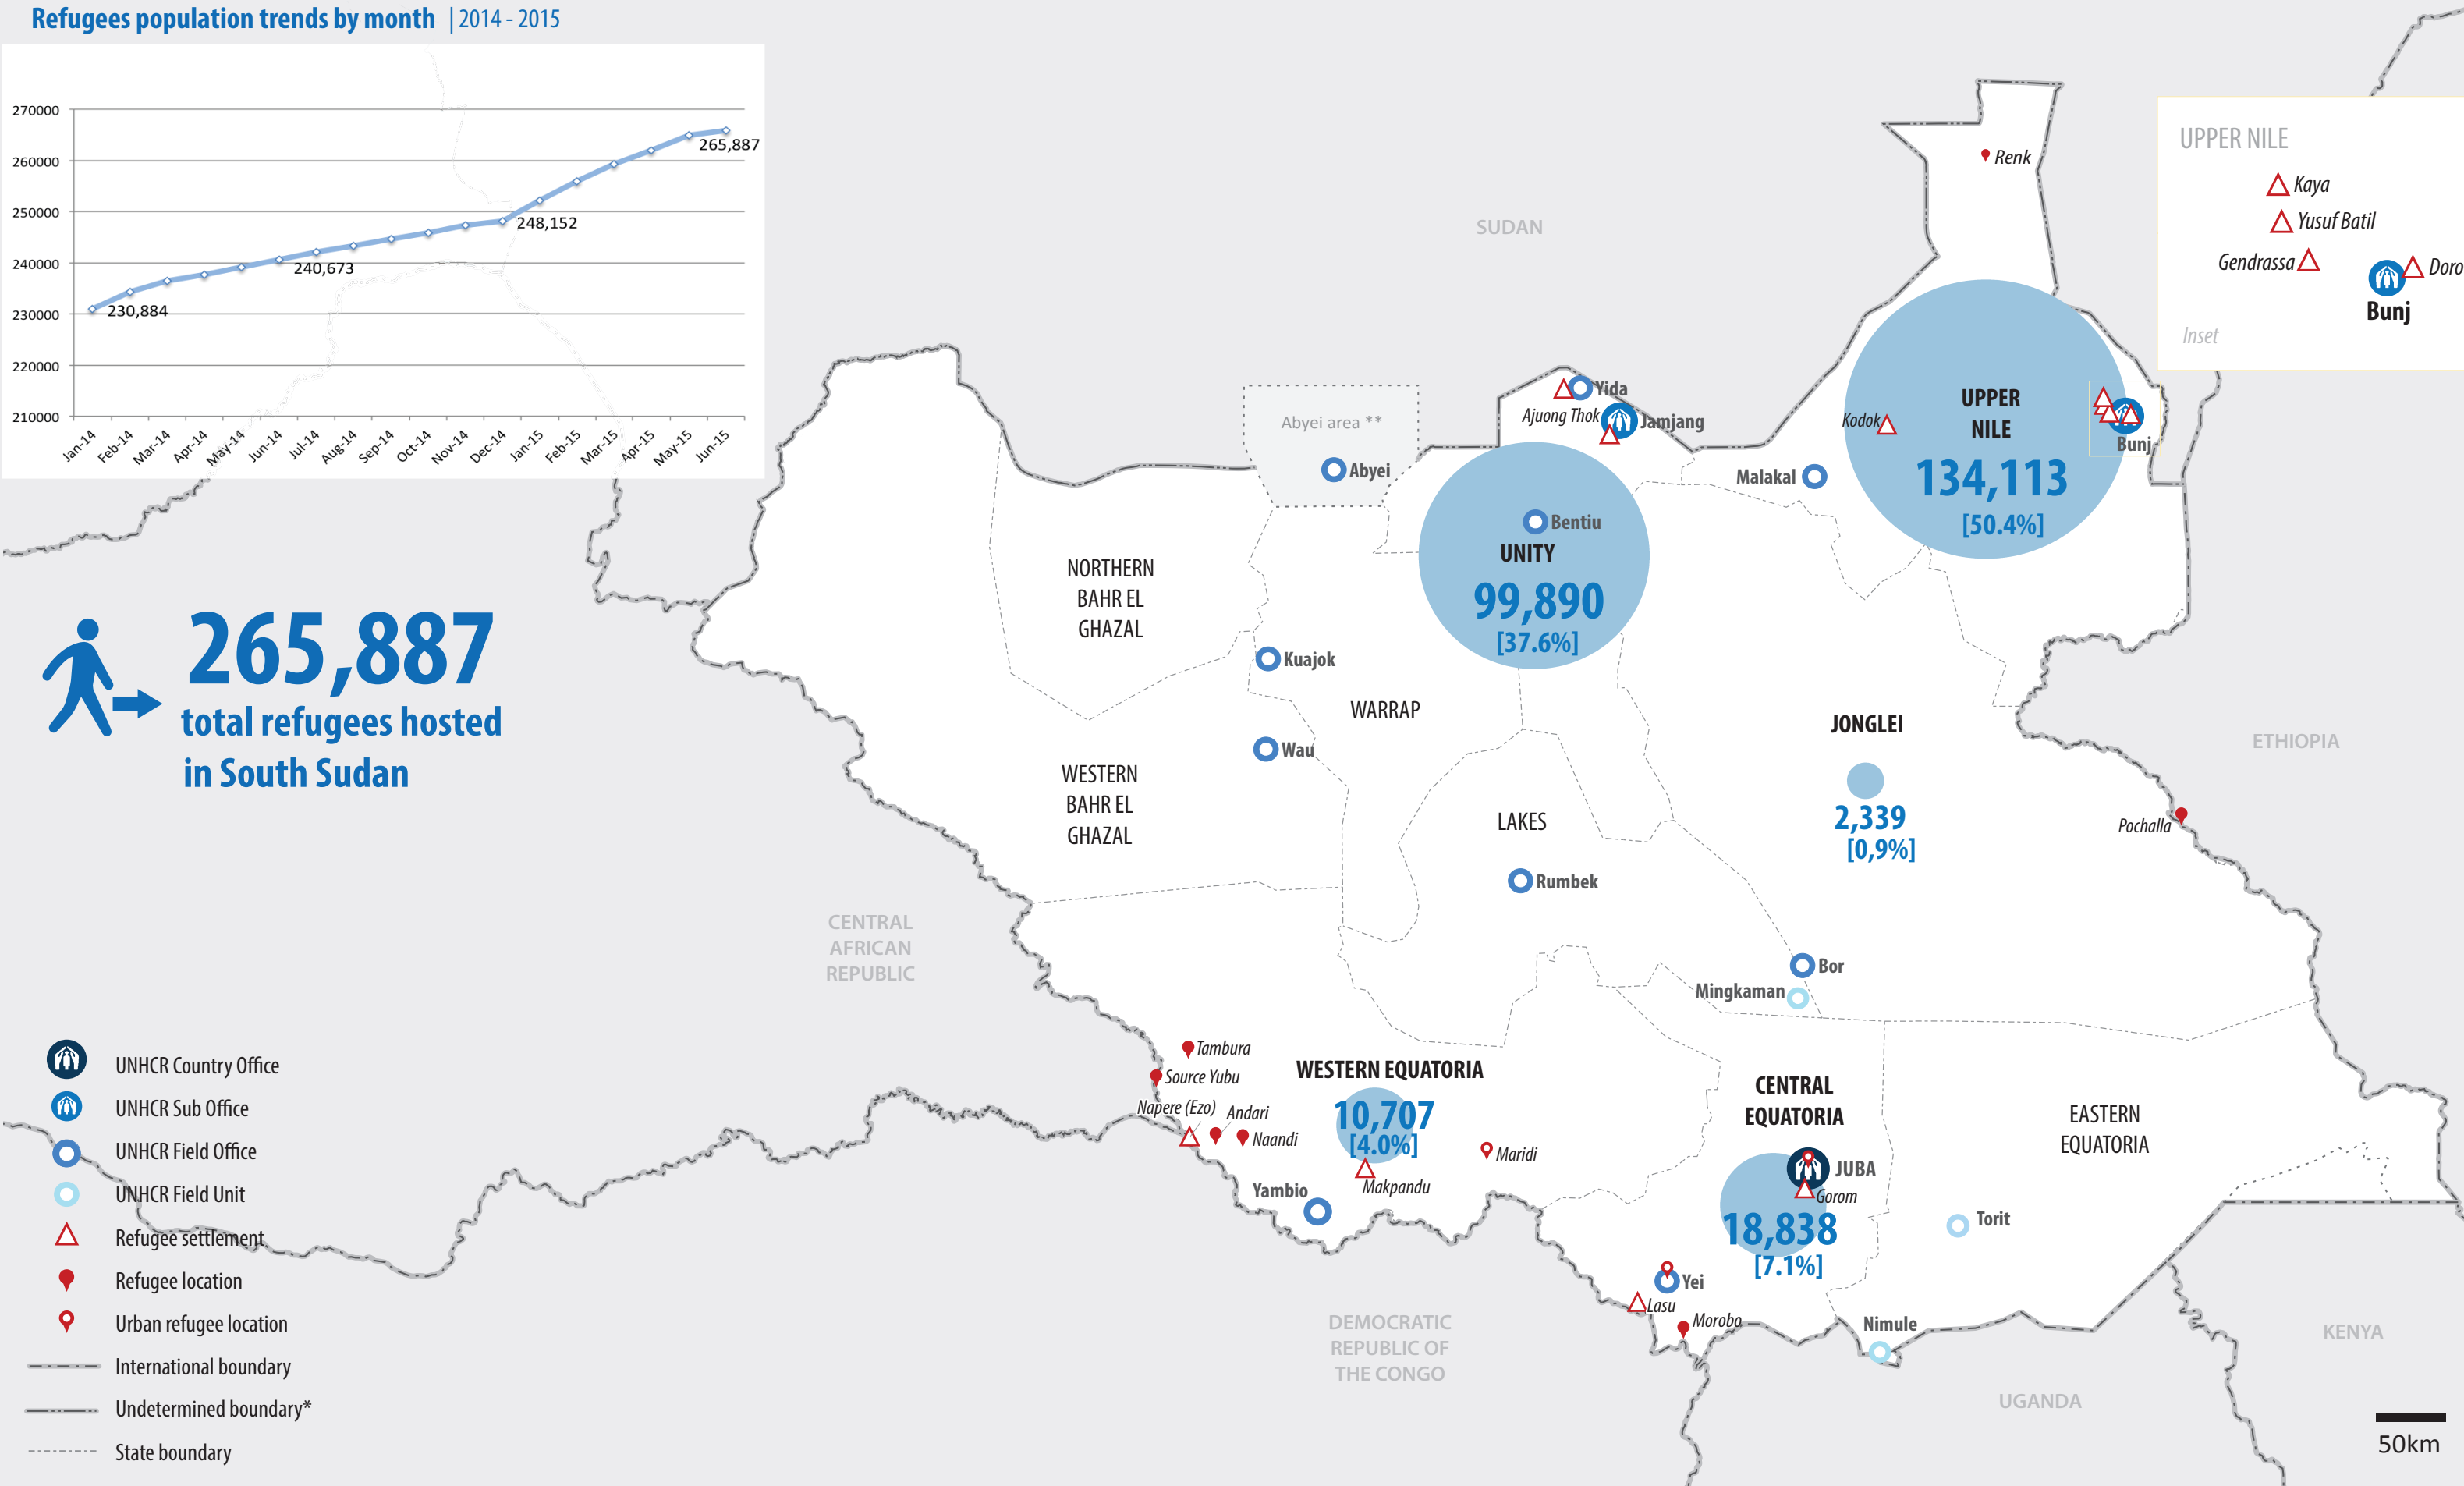 Refugees population trends by month | 2014 - 2015
270000
260000
250000
240000
230000
220000
210000
230,884
240,673
248,152
265,887
Jan-14
Feb-14
Mar-14
Apr-14
May-14
Jun-14
Jul-14
Aug-14
Sep-14
Oct-14
Nov-14
Dec-14
Jan-15
Feb-15
Mar-15
Apr-15
May-15
Jun-15
265,887
total refugees hosted
in South Sudan
UNHCR Country Office
UNHCR Sub Office
UNHCR Field Office
UNHCR Field Unit
Refugee settlement
Refugee location
Urban refugee location
International boundary
Undetermined boundary*
State boundary
SUDAN
Renk
UPPER NILE
Kaya
Yusuf Batil
Gendrassa
Doro
Bunj
Inset
Abyei area **
Abyei
Yida
Ajuong Thok
Jamjang
Kodok
UPPER
NILE
134,113
[50.4%]
Bunj
Malakal
Bentiu
UNITY
99,890
[37.6%]
NORTHERN
BAHR EL
GHAZAL
Kuajok
WARRAP
Wau
WESTERN
BAHR EL
GHAZAL
JONGLEI
2,339
[0,9%]
ETHIOPIA
Pochalla
LAKES
Rumbek
CENTRAL
AFRICAN
REPUBLIC
Bor
Mingkaman
Tambura
Source Yubu
Napere (Ezo)
Andari
Naandi
WESTERN EQUATORIA
10,707
[4.0%]
Makpandu
Maridi
Yambio
CENTRAL
EQUATORIA
JUBA
Gorom
18,838
[7.1%]
EASTERN
EQUATORIA
Torit
Yei
Lasu
Morobo
Nimule
DEMOCRATIC
REPUBLIC OF
THE CONGO
UGANDA
KENYA
50km